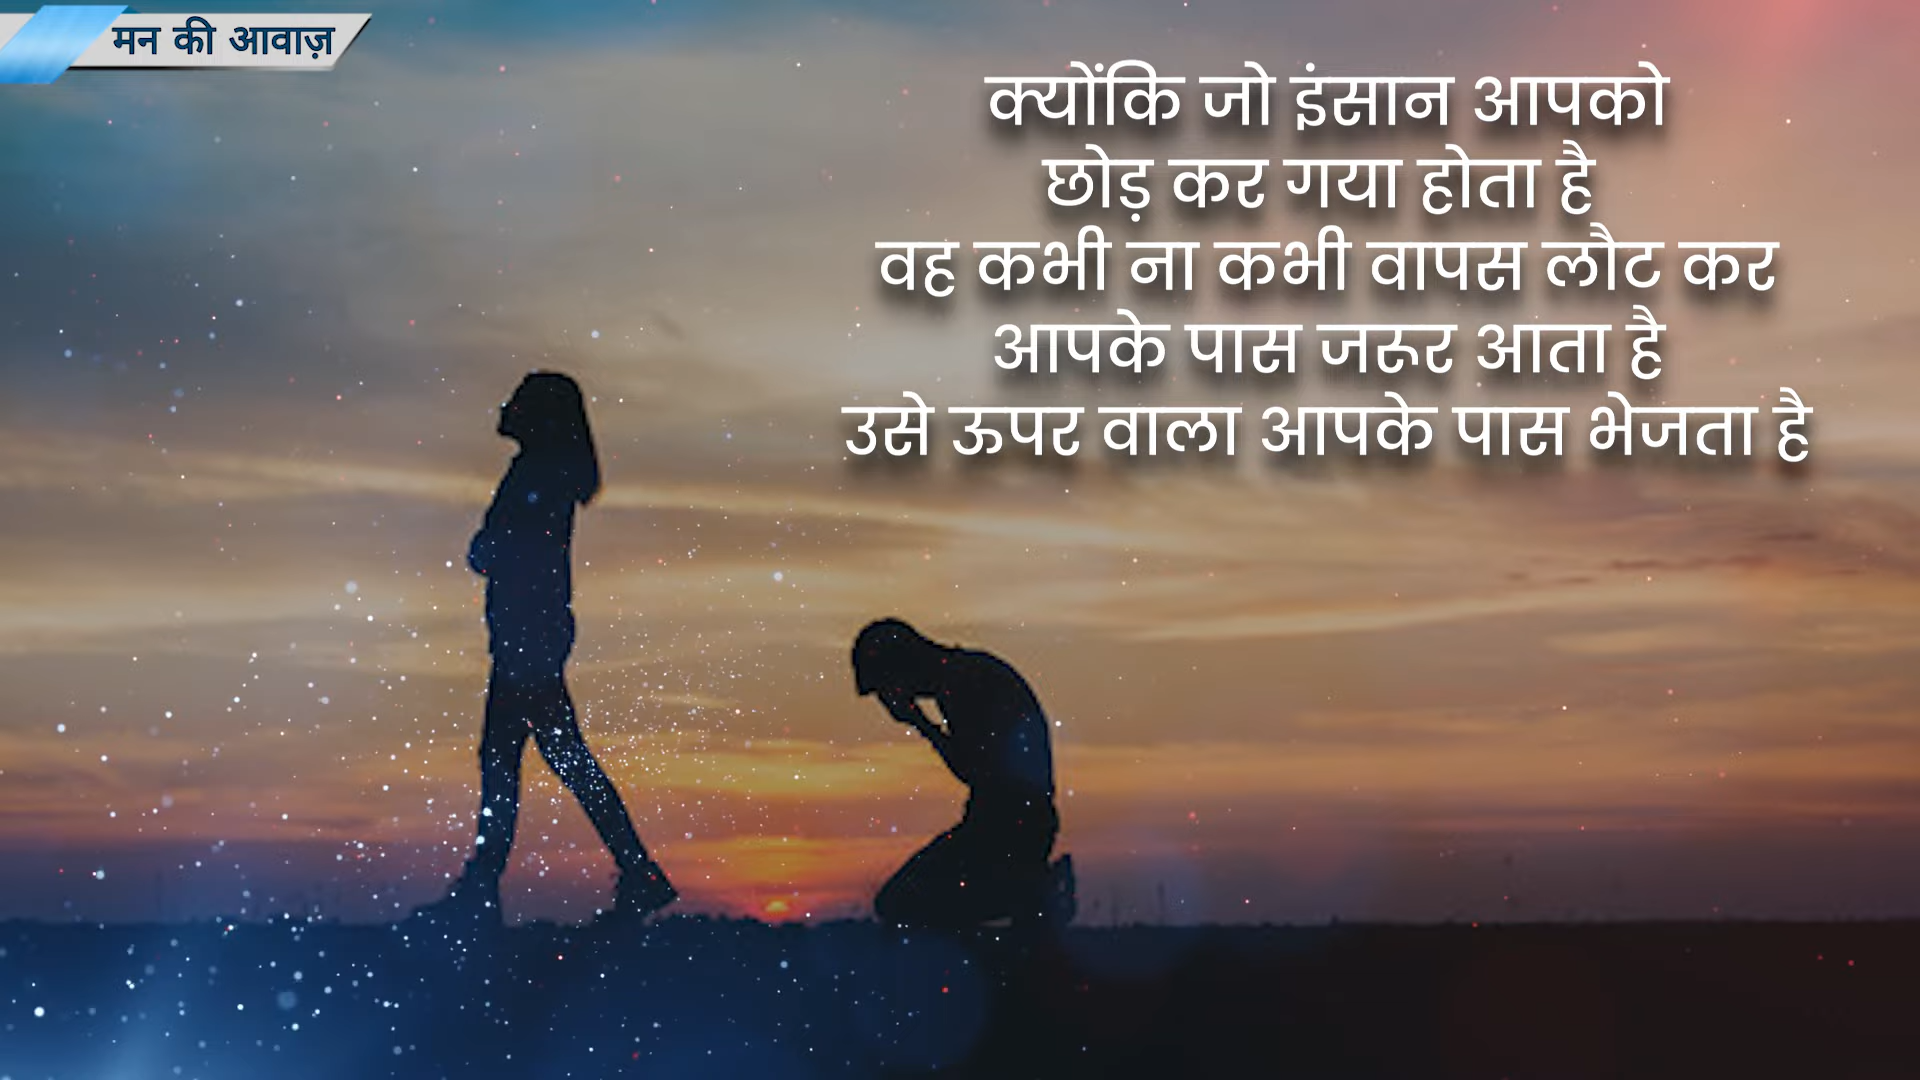 मन की आवाज़
क्योंकि जो इंसान आपको
छोड़ कर गया होता है
वह कभी ना कभी वापस लौट कर
आपके पास जरूर आता है
उसे ऊपर वाला आपके पास भेजता है